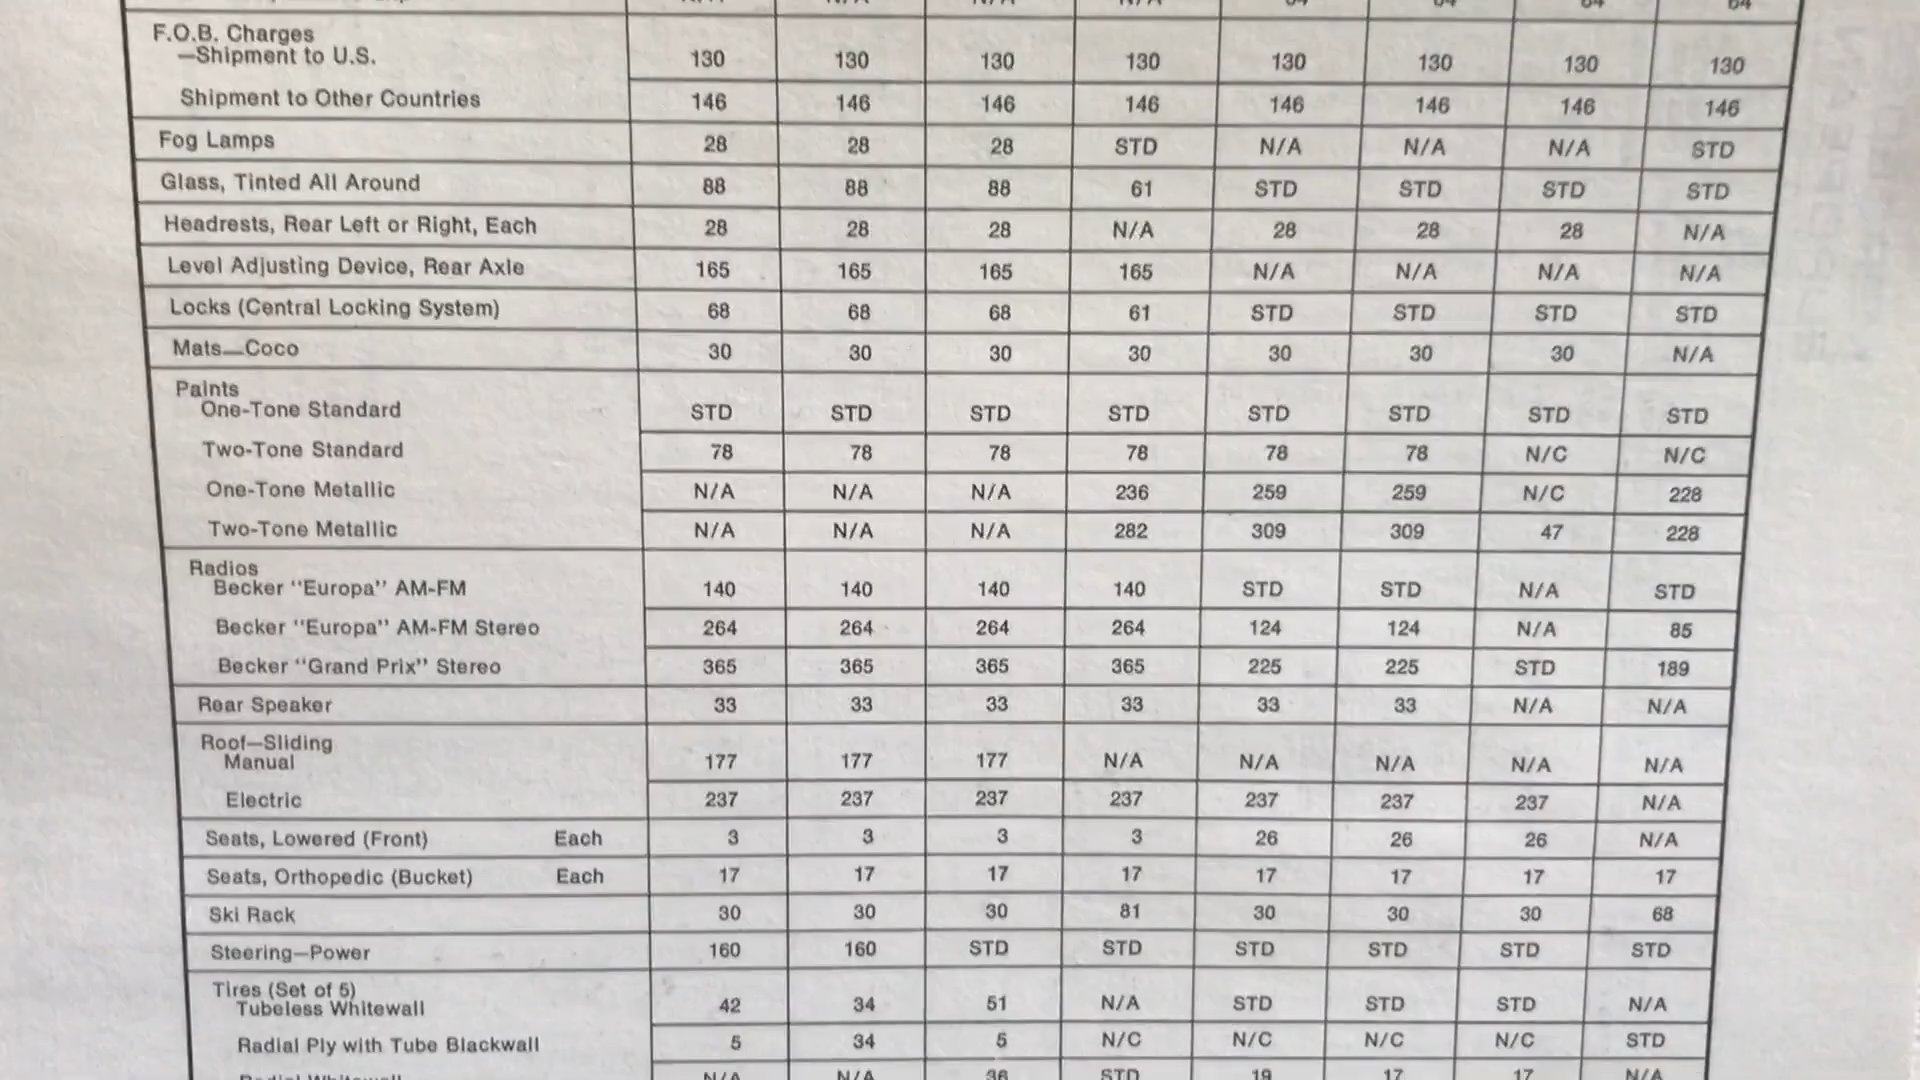 F.O.B. Charges
—Shipment to U.S. 130 130 130 130 130 130 130 130
Shipment to Other Countries 146 146 146 146 146 146 146 146
Fog Lamps 28 28 28 STD N/A N/A N/A STD
Glass, Tinted All Around 88 88 88 61 STD STD STD STD
Headrests, Rear Left or Right, Each 28 28 28 N/A 28 28 28 N/A
Level Adjusting Device, Rear Axle 165 165 165 165 N/A N/A N/A N/A
Locks (Central Locking System) 68 68 68 61 STD STD STD STD
Mats—Coco 30 30 30 30 30 30 30 N/A
Paints
One-Tone Standard STD STD STD STD STD STD STD STD
Two-Tone Standard 78 78 78 78 78 78 N/C N/C
One-Tone Metallic N/A N/A N/A 236 259 259 N/C 228
Two-Tone Metallic N/A N/A N/A 282 309 309 47 228
Radios
Becker "Europa" AM-FM 140 140 140 140 STD STD N/A STD
Becker "Europa" AM-FM Stereo 264 264 264 264 124 124 N/A 85
Becker "Grand Prix" Stereo 365 365 365 365 225 225 STD 189
Rear Speaker 33 33 33 33 33 33 N/A N/A
Roof—Sliding
Manual 177 177 177 N/A N/A N/A N/A N/A
Electric 237 237 237 237 237 237 237 N/A
Seats, Lowered (Front) Each 3 3 3 3 26 26 26 N/A
Seats, Orthopedic (Bucket) Each 17 17 17 17 17 17 17 17
Ski Rack 30 30 30 81 30 30 30 68
Steering—Power 160 160 STD STD STD STD STD STD
Tires (Set of 5)
Tubeless Whitewall 42 34 51 N/A STD STD STD N/A
Radial Ply with Tube Blackwall 5 34 5 N/C N/C N/C N/C STD
Radial Whitewall N/A N/A 36 STD 19 17 17 N/A